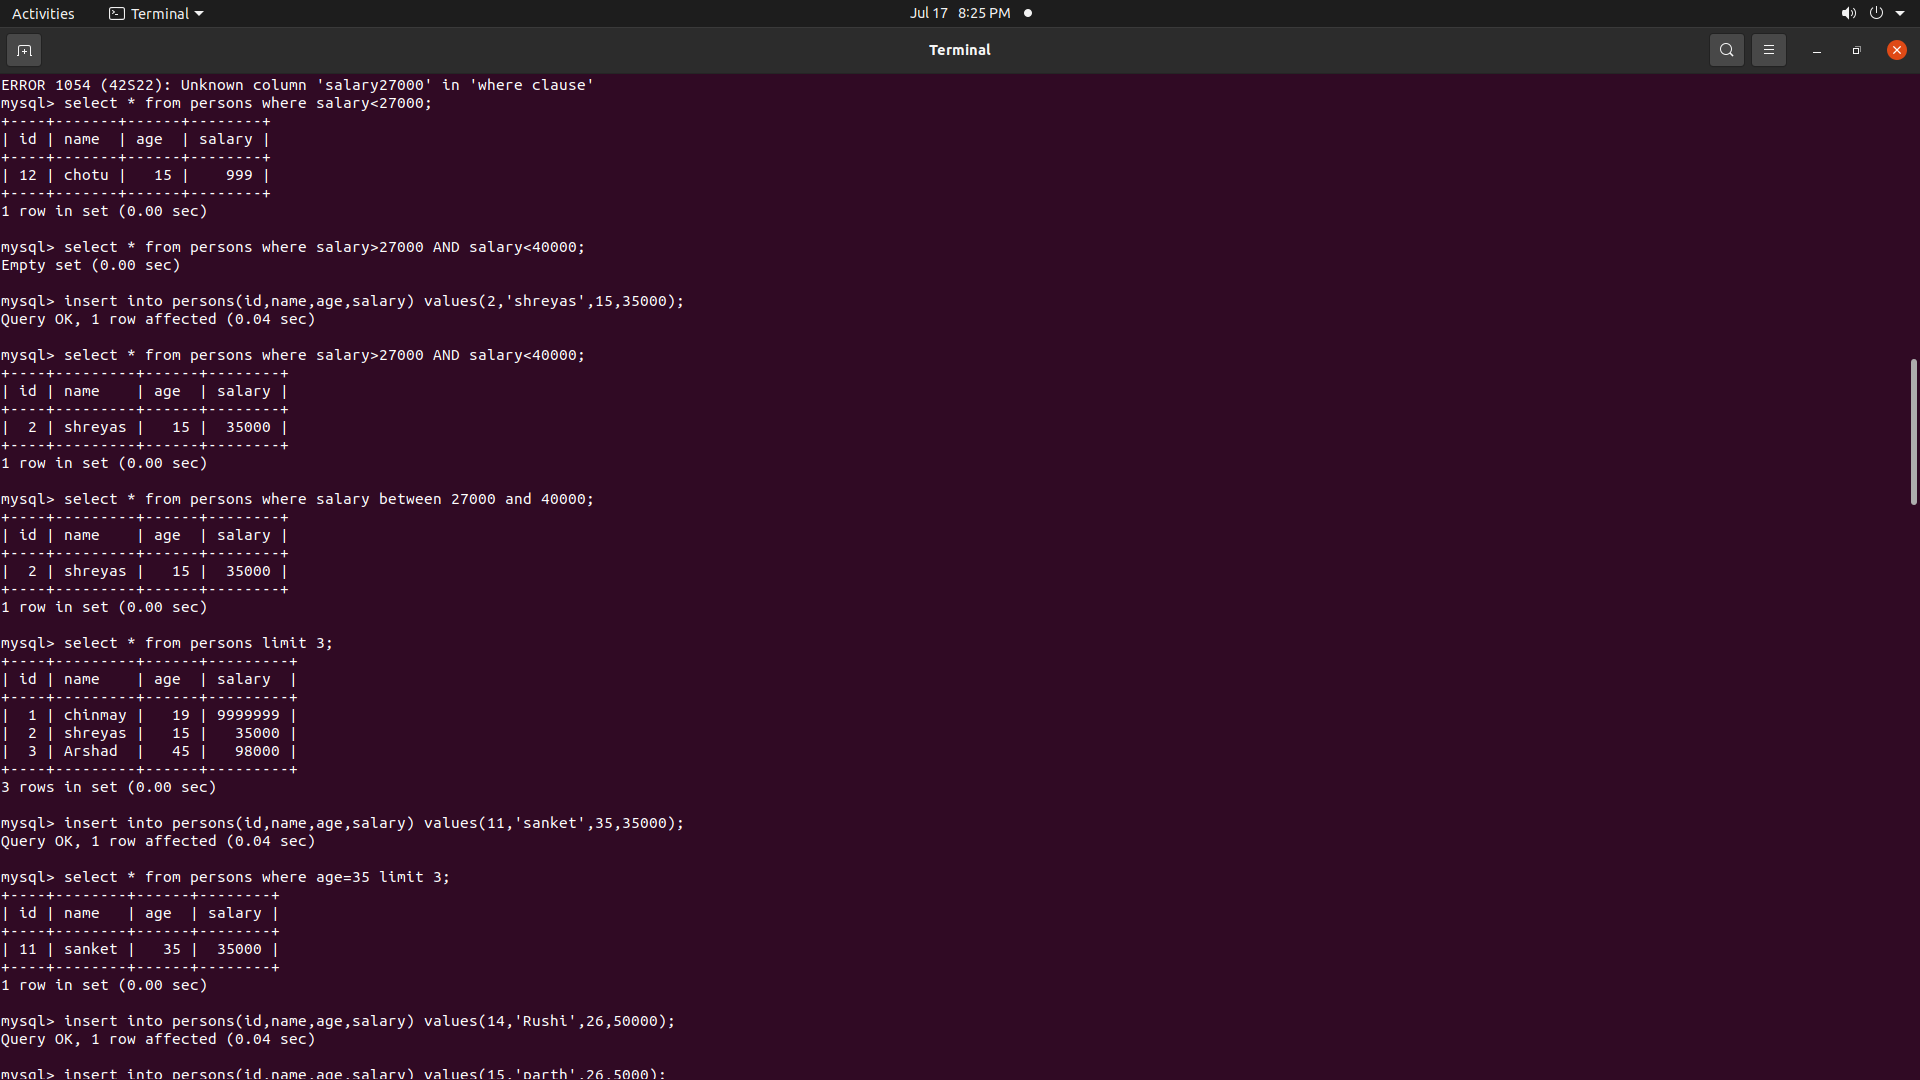 Activities Terminal Jul 17 8:25 PM
Terminal
ERROR 1054 (42S22): Unknown column 'salary27000' in 'where clause'
mysql> select * from persons where salary<27000;
+----+-------+------+--------+
| id | name  | age  | salary |
+----+-------+------+--------+
| 12 | chotu |   15 |    999 |
+----+-------+------+--------+
1 row in set (0.00 sec)

mysql> select * from persons where salary>27000 AND salary<40000;
Empty set (0.00 sec)

mysql> insert into persons(id,name,age,salary) values(2,'shreyas',15,35000);
Query OK, 1 row affected (0.04 sec)

mysql> select * from persons where salary>27000 AND salary<40000;
+----+---------+------+--------+
| id | name    | age  | salary |
+----+---------+------+--------+
|  2 | shreyas |   15 |  35000 |
+----+---------+------+--------+
1 row in set (0.00 sec)

mysql> select * from persons where salary between 27000 and 40000;
+----+---------+------+--------+
| id | name    | age  | salary |
+----+---------+------+--------+
|  2 | shreyas |   15 |  35000 |
+----+---------+------+--------+
1 row in set (0.00 sec)

mysql> select * from persons limit 3;
+----+---------+------+---------+
| id | name    | age  | salary  |
+----+---------+------+---------+
|  1 | chinmay |   19 | 9999999 |
|  2 | shreyas |   15 |   35000 |
|  3 | Arshad  |   45 |   98000 |
+----+---------+------+---------+
3 rows in set (0.00 sec)

mysql> insert into persons(id,name,age,salary) values(11,'sanket',35,35000);
Query OK, 1 row affected (0.04 sec)

mysql> select * from persons where age=35 limit 3;
+----+--------+------+--------+
| id | name   | age  | salary |
+----+--------+------+--------+
| 11 | sanket |   35 |  35000 |
+----+--------+------+--------+
1 row in set (0.00 sec)

mysql> insert into persons(id,name,age,salary) values(14,'Rushi',26,50000);
Query OK, 1 row affected (0.04 sec)

mysql> insert into persons(id,name,age,salary) values(15,'parth',26,5000);